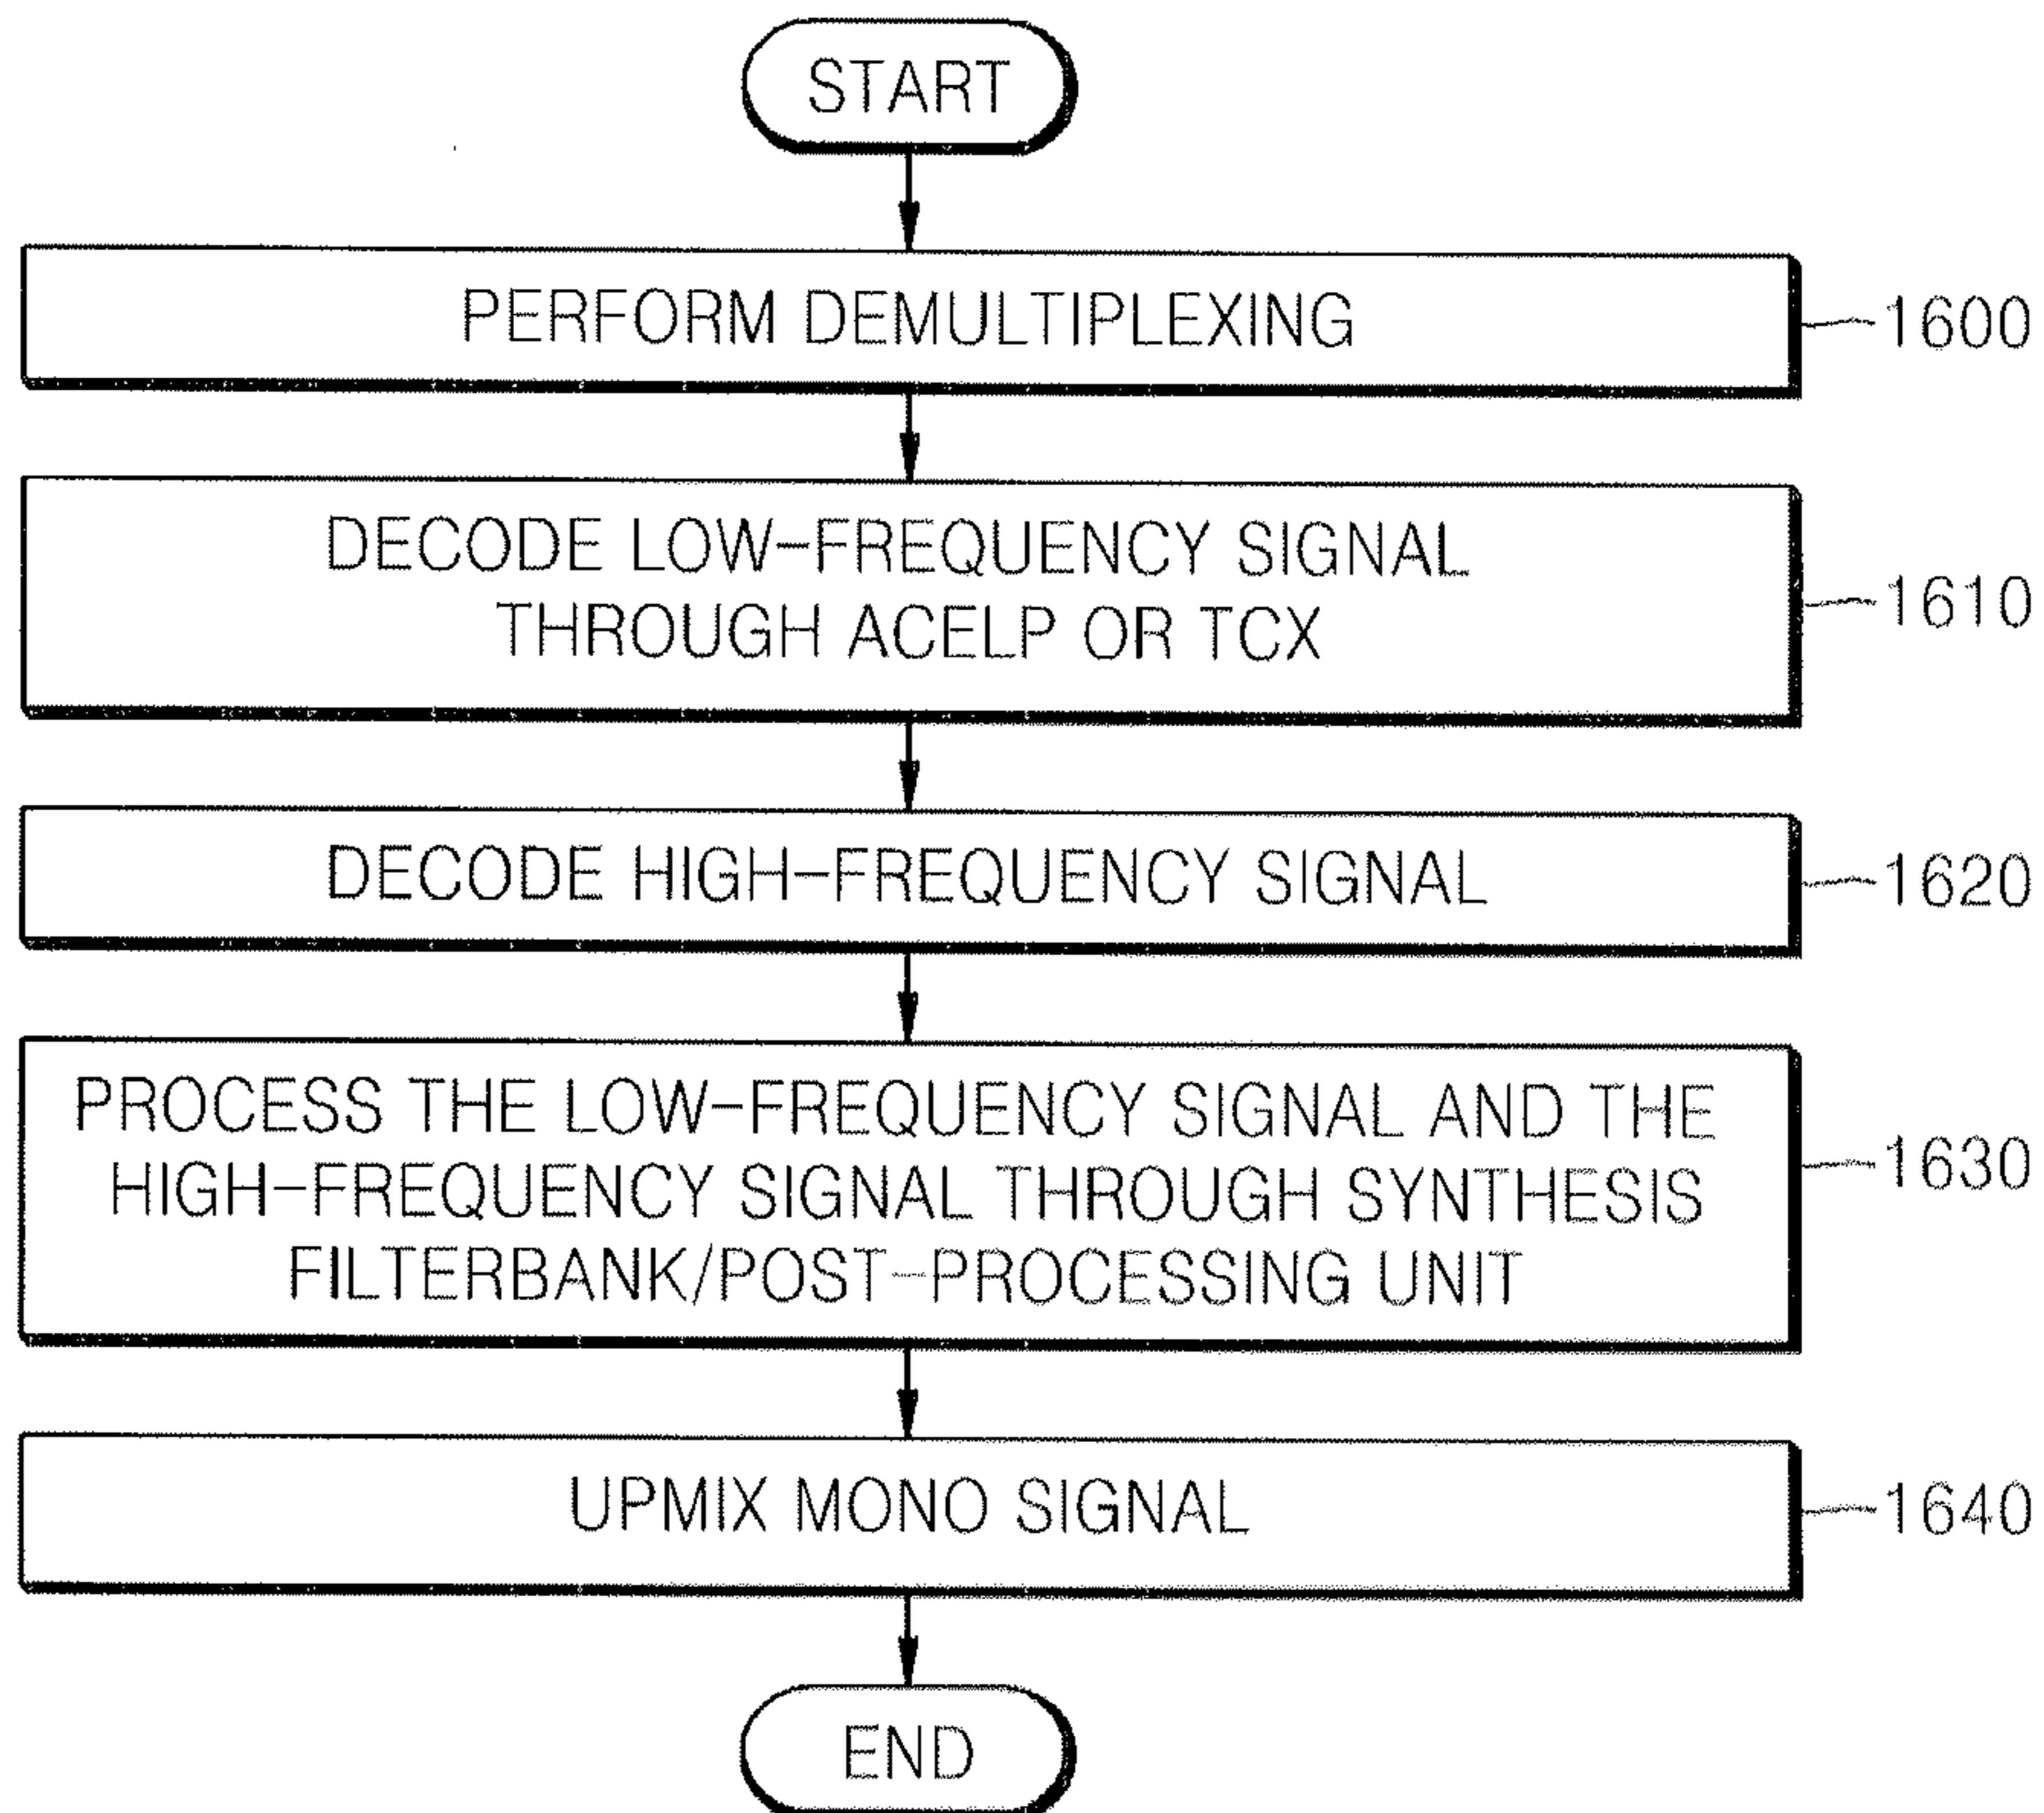 START
PERFORM DEMULTIPLEXING
1600
DECODE LOW-FREQUENCY SIGNAL
THROUGH ACELP OR TCX
1610
DECODE HIGH-FREQUENCY SIGNAL
1620
PROCESS THE LOW-FREQUENCY SIGNAL AND THE
HIGH-FREQUENCY SIGNAL THROUGH SYNTHESIS
FILTERBANK/POST-PROCESSING UNIT
1630
UPMIX MONO SIGNAL
1640
END